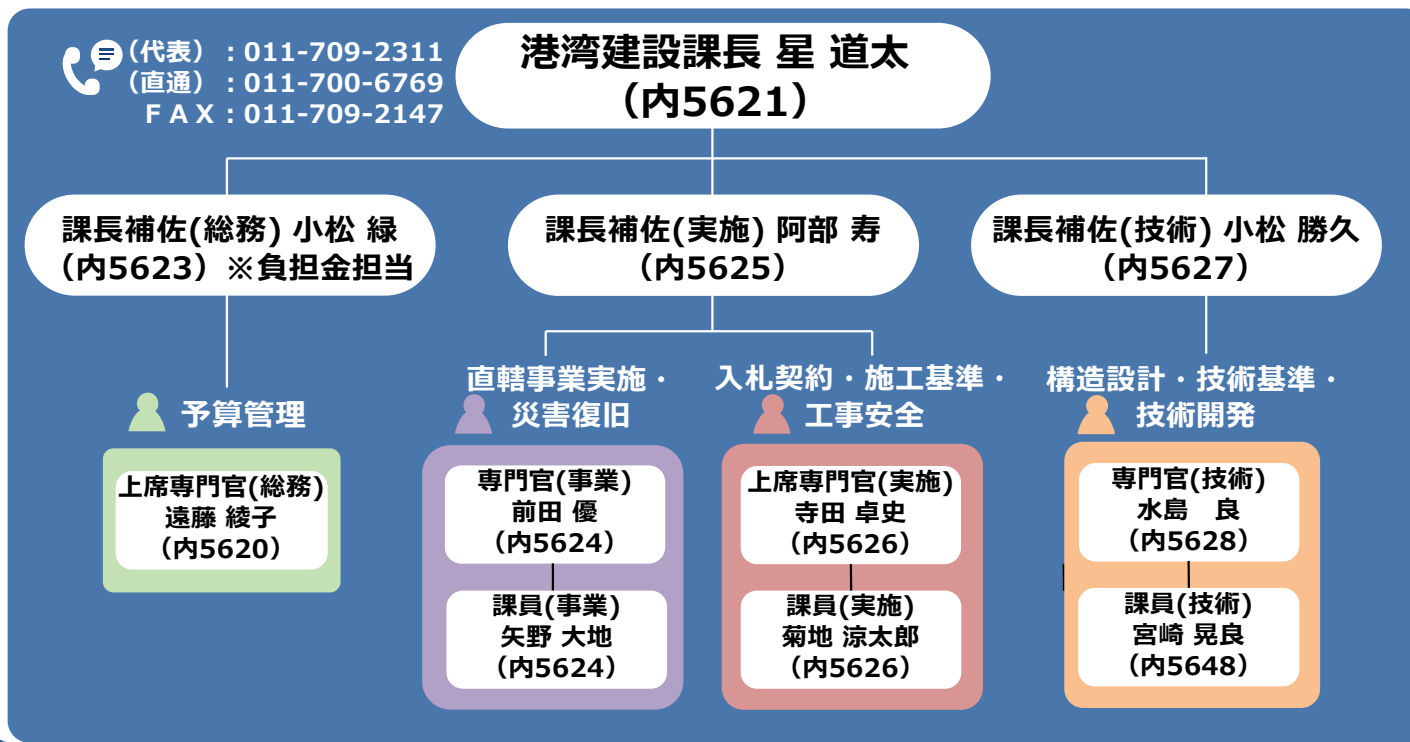 (代表）：011-709-2311
(直通）：011-700-6769
ＦＡＸ：011-709-2147
港湾建設課長 星 道太
（内5621）
課長補佐(総務) 小松 緑
（内5623）※負担金担当
課長補佐(実施) 阿部 寿
（内5625）
課長補佐(技術) 小松 勝久
（内5627）
予算管理
上席専門官(総務)
遠藤 綾子
（内5620）
直轄事業実施・
災害復旧
専門官(事業)
前田 優
（内5624）
課員(事業)
矢野 大地
（内5624）
入札契約・施工基準・
工事安全
上席専門官(実施)
寺田 卓史
（内5626）
課員(実施)
菊地 涼太郎
（内5626）
構造設計・技術基準・
技術開発
専門官(技術)
水島　良
（内5628）
課員(技術)
宮崎 晃良
（内5648）